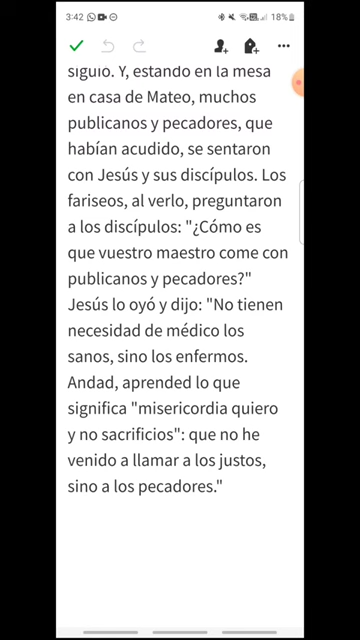 3:42
18%
siguió. Y, estando en la mesa
en casa de Mateo, muchos
publicanos y pecadores, que
habían acudido, se sentaron
con Jesús y sus discípulos. Los
fariseos, al verlo, preguntaron
a los discípulos: "¿Cómo es
que vuestro maestro come con
publicanos y pecadores?"
Jesús lo oyó y dijo: "No tienen
necesidad de médico los
sanos, sino los enfermos.
Andad, aprended lo que
significa "misericordia quiero
y no sacrificios": que no he
venido a llamar a los justos,
sino a los pecadores."